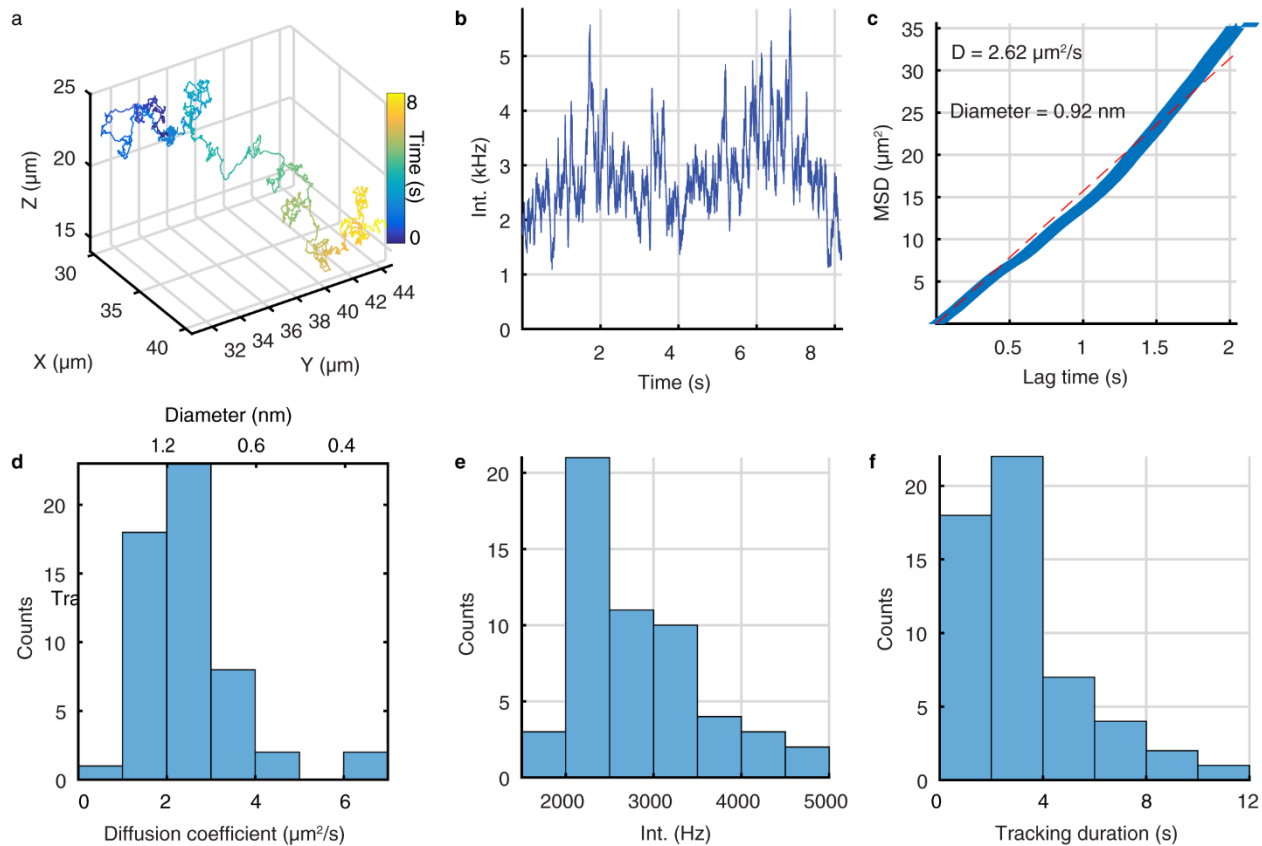 a
25
20
15
Z (µm)
30
35
40
X (µm)
32
34
36
38
40
42
44
Y (µm)
8
Time (s)
0
b
5
4
3
2
1
0
Int. (kHz)
2
4
6
8
Time (s)
c
35
30
25
20
15
10
5
MSD (µm²)
D = 2.62 µm²/s
Diameter = 0.92 nm
0.5
1
1.5
2
Lag time (s)
Diameter (nm)
1.2
0.6
0.4
d
20
15
10
5
0
Counts
Tra
0
2
4
6
Diffusion coefficient (µm²/s)
e
20
15
10
5
0
Counts
2000
3000
4000
5000
Int. (Hz)
f
20
15
10
5
0
Counts
0
4
8
12
Tracking duration (s)